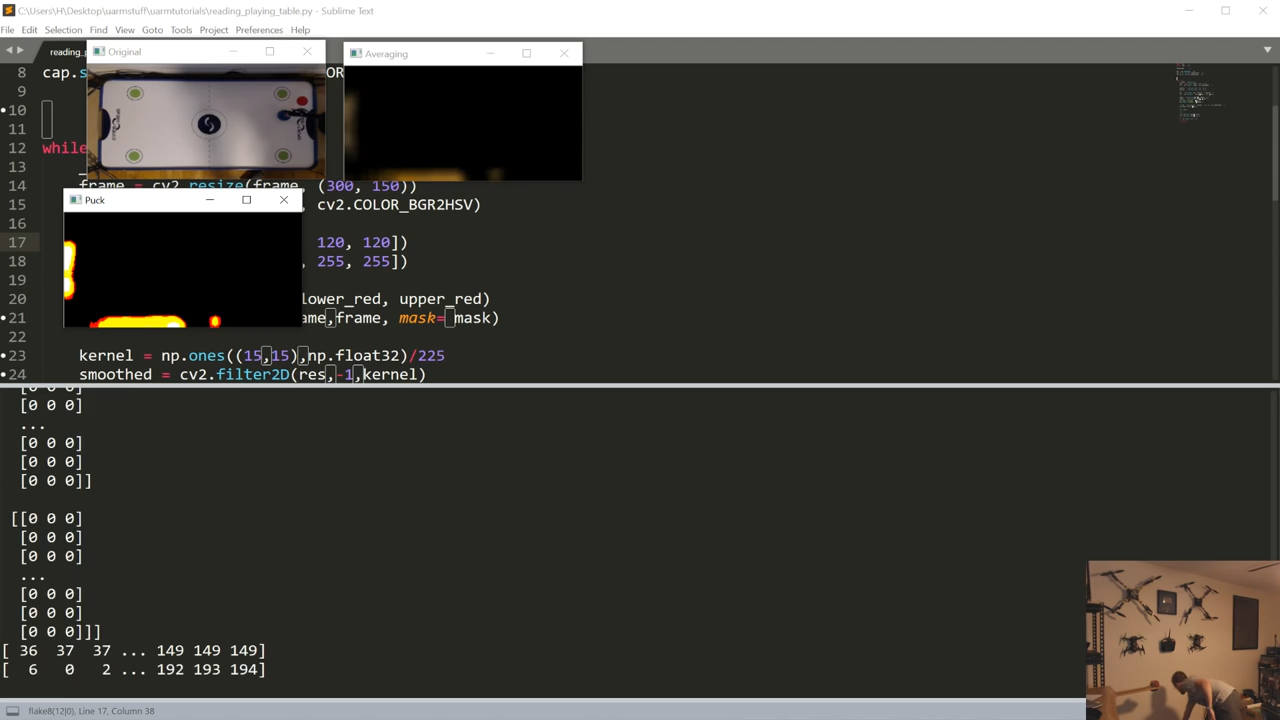 C:\Users\H\Desktop\uarmstuff\uarmtutorials\reading_playing_table.py - Sublime Text
File Edit Selection Find View Goto Tools Project Preferences Help
reading_
Original
Averaging
8 cap.s OR
9
10
11
12 while
13 _
14 frame = cv2.resize(frame, (300, 150))
Puck
15 , cv2.COLOR_BGR2HSV)
16
17 120, 120])
18 , 255, 255])
19
20 lower_red, upper_red)
21 ame,frame, mask= mask)
22
23 kernel = np.ones((15,15),np.float32)/225
24 smoothed = cv2.filter2D(res,-1,kernel)
[0 0 0]
[0 0 0]
...
[0 0 0]
[0 0 0]
[0 0 0]]
[[0 0 0]
[0 0 0]
[0 0 0]
...
[0 0 0]
[0 0 0]
[0 0 0]]]
[ 36 37 37 ... 149 149 149]
[ 6 0 2 ... 192 193 194]
flake8(12|0), Line 17, Column 38